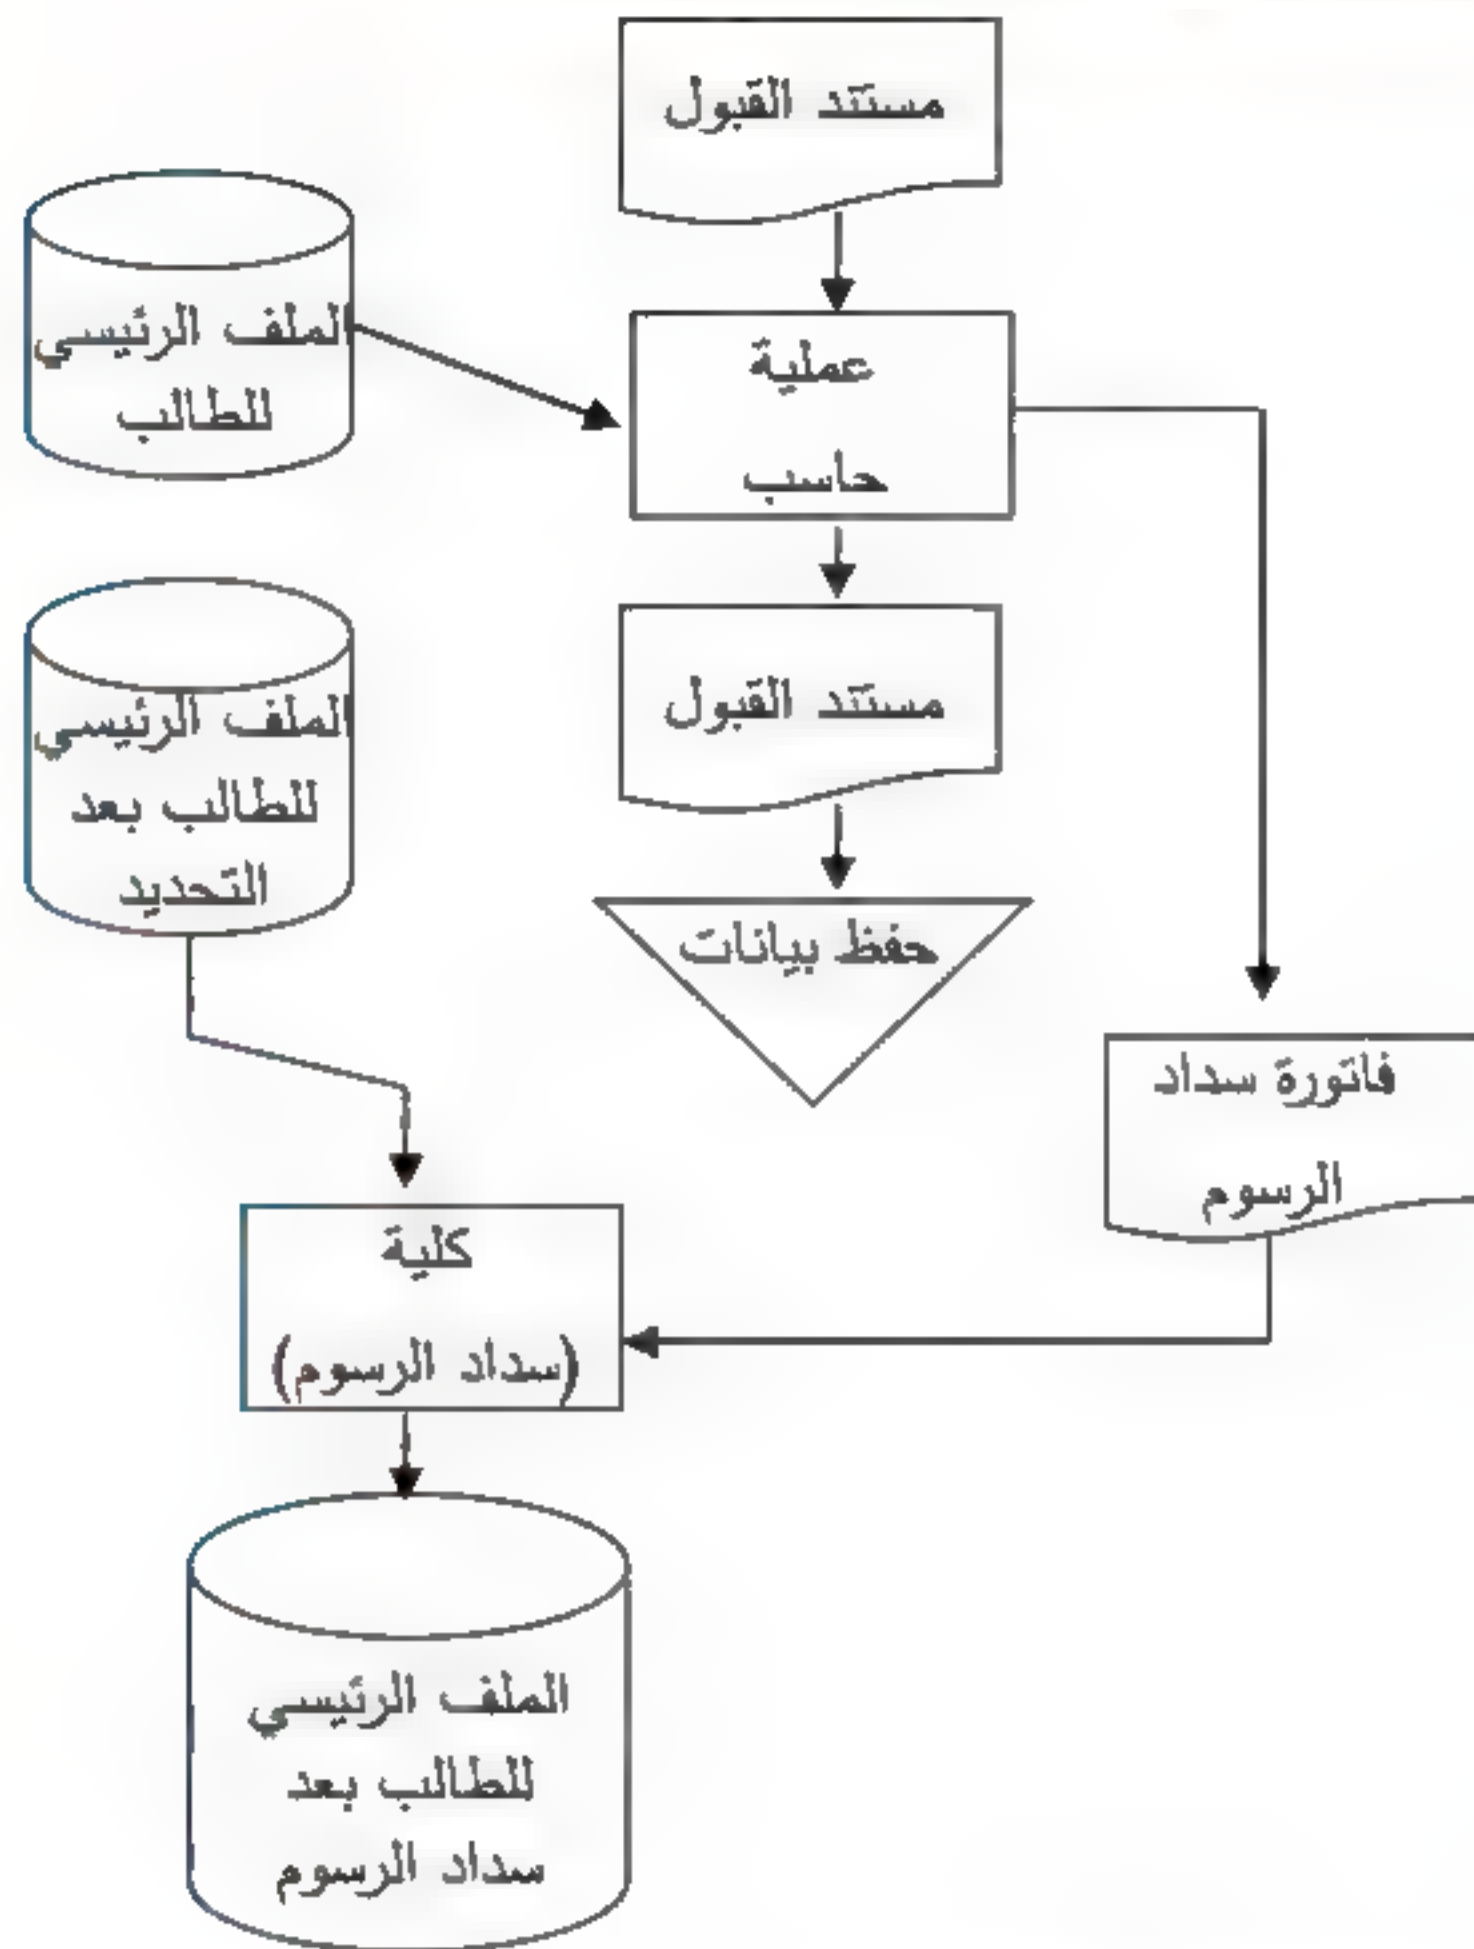 مستند القبول
الملف الرئيسي
للطالب
عملية
حاسب
الملف الرئيسي
للطالب بعد
التحديد
مستند القبول
حفظ بيانات
فاتورة سداد
الرسوم
كلية
(سداد الرسوم)
الملف الرئيسي
للطالب بعد
سداد الرسوم